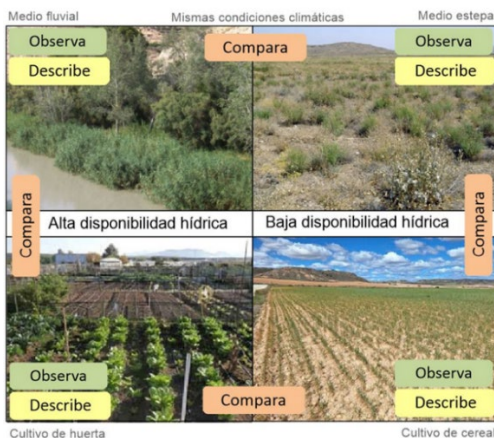 Medio fluvial
Mismas condiciones climáticas
Medio estepa
Observa
Compara
Observa
Describe
Describe
Compara
Compara
Alta disponibilidad hídrica
Baja disponibilidad hídrica
Observa
Observa
Describe
Compara
Describe
Cultivo de huerta
Cultivo de cereal